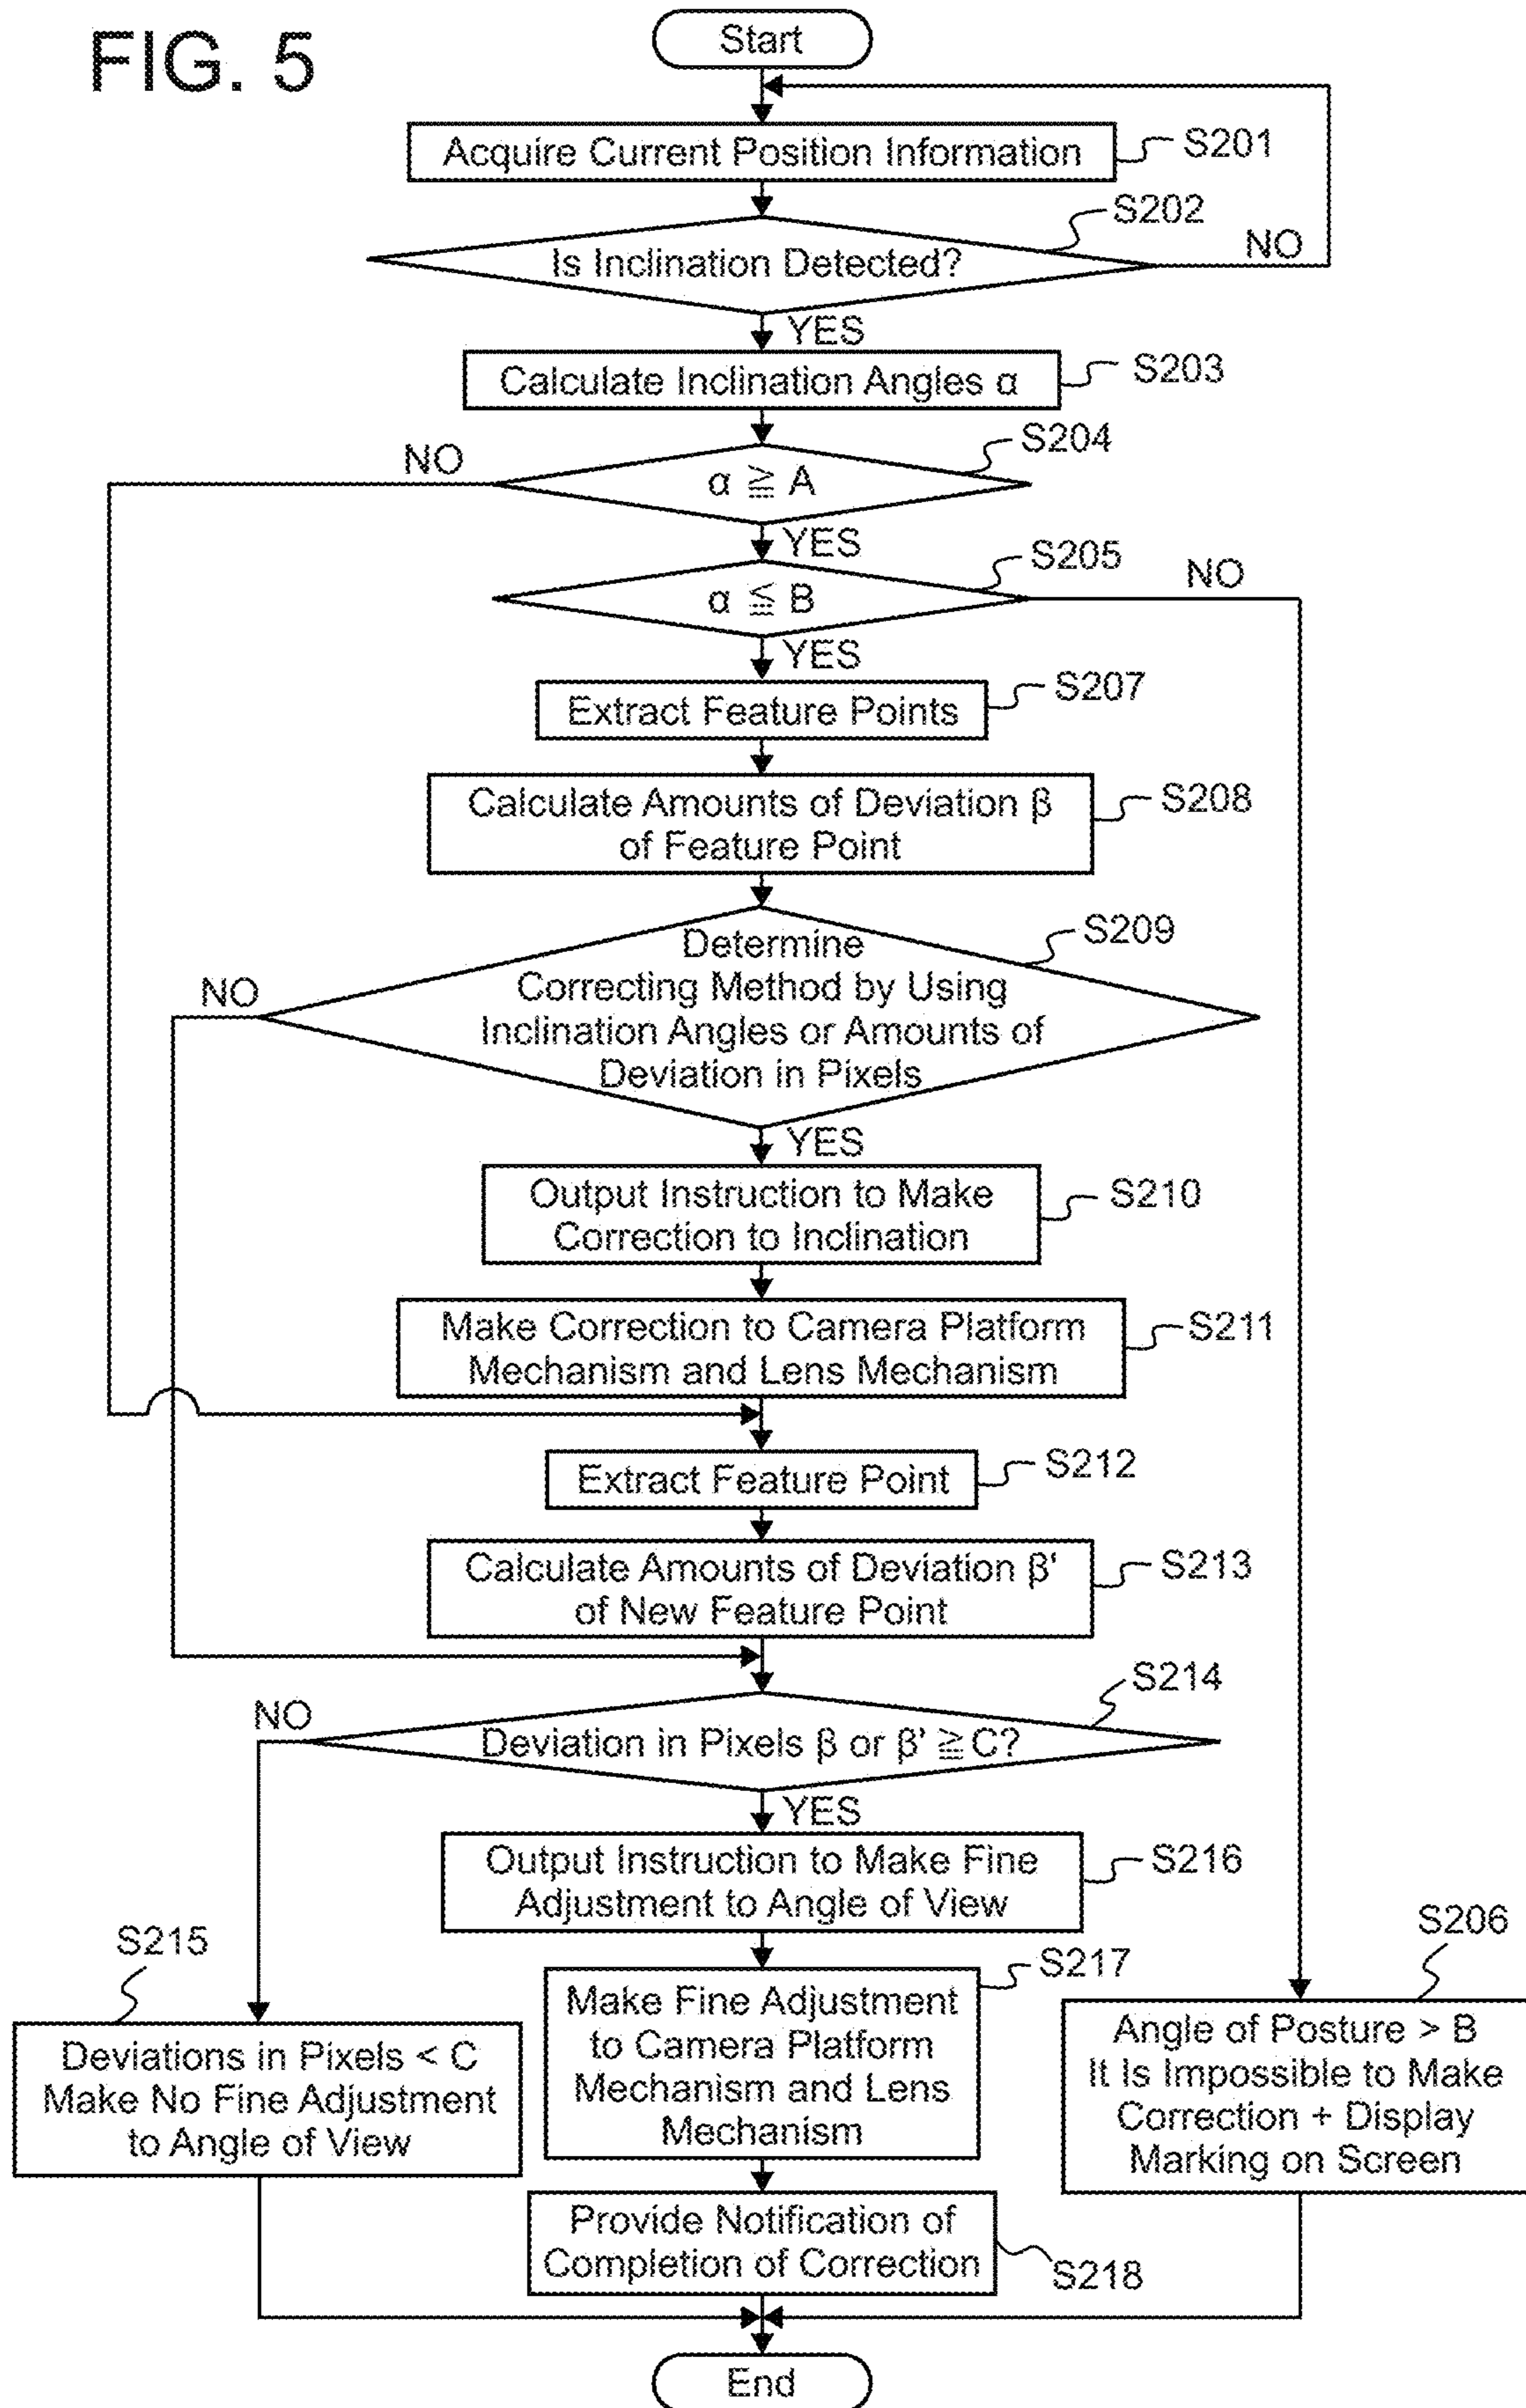 FIG. 5
Start
Acquire Current Position Information
S201
S202
Is Inclination Detected?
NO
YES
Calculate Inclination Angles α
S203
S204
NO
α ≧ A
YES
S205
NO
α ≦ B
YES
S207
Extract Feature Points
Calculate Amounts of Deviation β
of Feature Point
S208
S209
NO
Determine
Correcting Method by Using
Inclination Angles or Amounts of
Deviation in Pixels
YES
Output Instruction to Make
Correction to Inclination
S210
Make Correction to Camera Platform
Mechanism and Lens Mechanism
S211
Extract Feature Point
S212
Calculate Amounts of Deviation β'
of New Feature Point
S213
S214
NO
Deviation in Pixels β or β' ≧ C?
YES
Output Instruction to Make Fine
Adjustment to Angle of View
S216
S215
Deviations in Pixels < C
Make No Fine Adjustment
to Angle of View
S217
Make Fine Adjustment
to Camera Platform
Mechanism and Lens
Mechanism
S206
Angle of Posture > B
It Is Impossible to Make
Correction + Display
Marking on Screen
Provide Notification of
Completion of Correction
S218
End